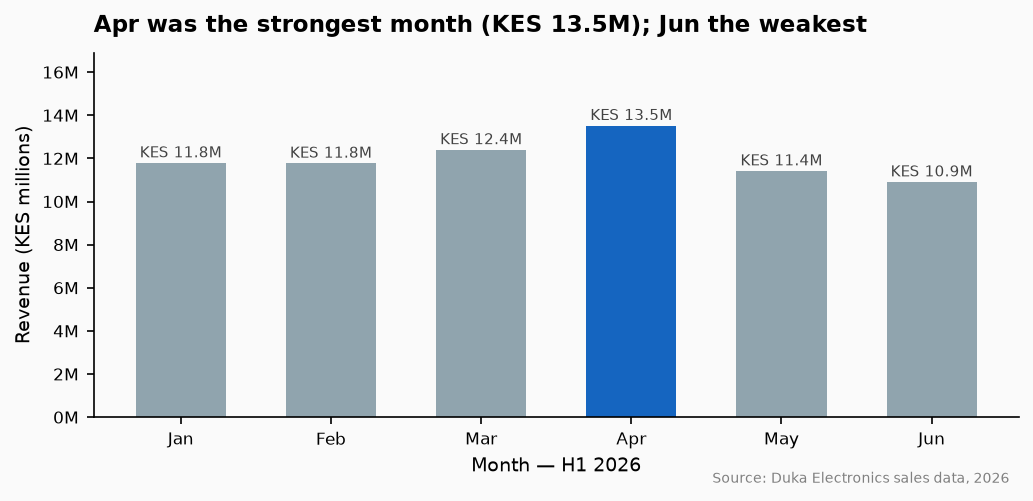 Apr was the strongest month (KES 13.5M); Jun the weakest
Revenue (KES millions)
16M
14M
12M
10M
8M
6M
4M
2M
0M
KES 11.8M
KES 11.8M
KES 12.4M
KES 13.5M
KES 11.4M
KES 10.9M
Jan Feb Mar Apr May Jun
Month — H1 2026
Source: Duka Electronics sales data, 2026